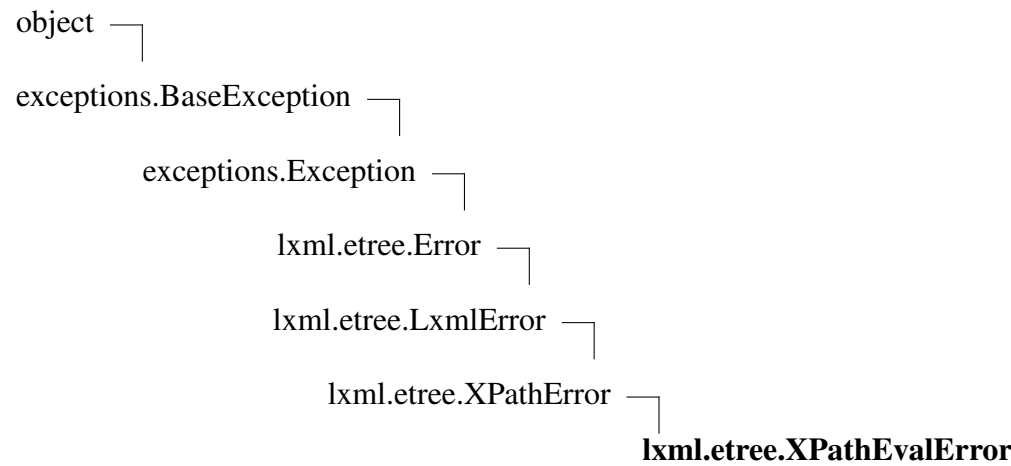 object
exceptions.BaseException
exceptions.Exception
lxml.etree.Error
lxml.etree.LxmlError
lxml.etree.XPathError
lxml.etree.XPathEvalError